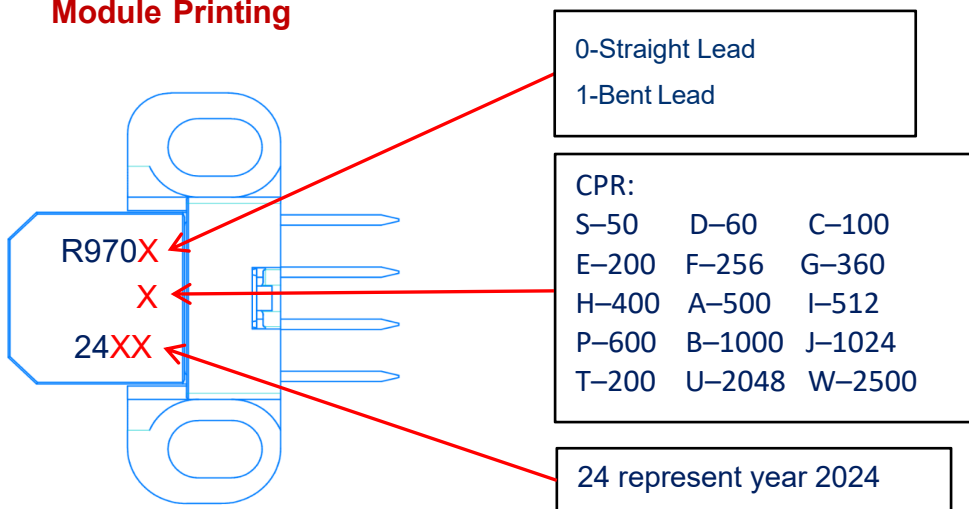 Module Printing
0-Straight Lead
1-Bent Lead
R970X
X
24XX
CPR:
S–50 D–60 C–100
E–200 F–256 G–360
H–400 A–500 I–512
P–600 B–1000 J–1024
T–200 U–2048 W–2500
24 represent year 2024